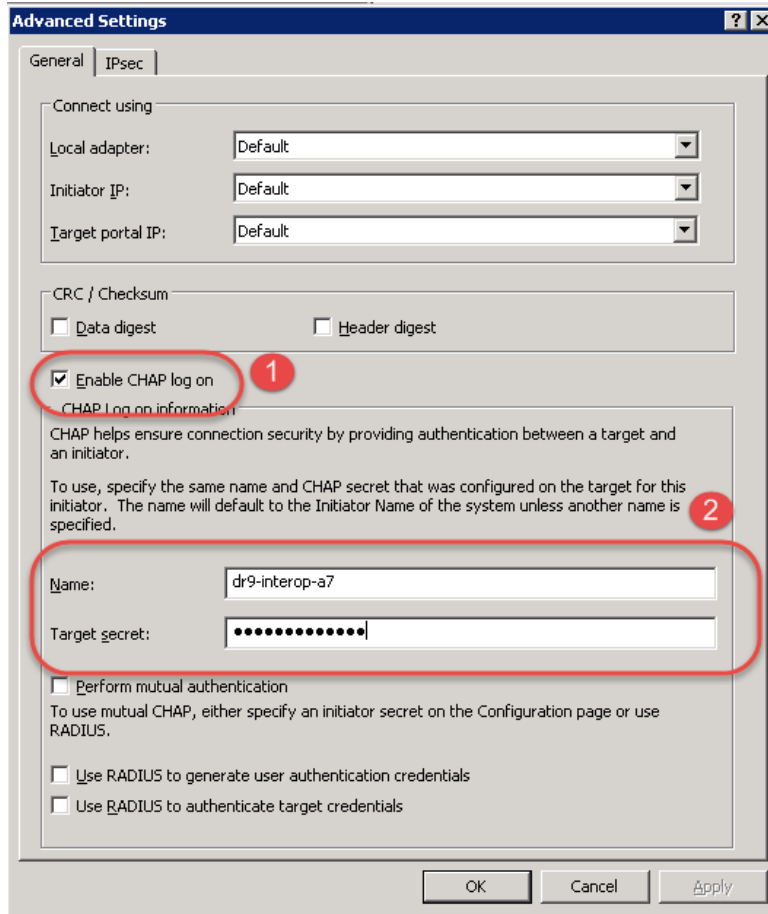 Advanced Settings
General
IPsec
Connect using
Local adapter:
Default
Initiator IP:
Default
Target portal IP:
Default
CRC / Checksum
Data digest
Header digest
Enable CHAP log on
1
CHAP Log on information
CHAP helps ensure connection security by providing authentication between a target and
an initiator.
To use, specify the same name and CHAP secret that was configured on the target for this
initiator. The name will default to the Initiator Name of the system unless another name is
specified.
2
Name:
dr9-interop-a7
Target secret:
●●●●●●●●●●●●●
Perform mutual authentication
To use mutual CHAP, either specify an initiator secret on the Configuration page or use
RADIUS.
Use RADIUS to generate user authentication credentials
Use RADIUS to authenticate target credentials
OK
Cancel
Apply